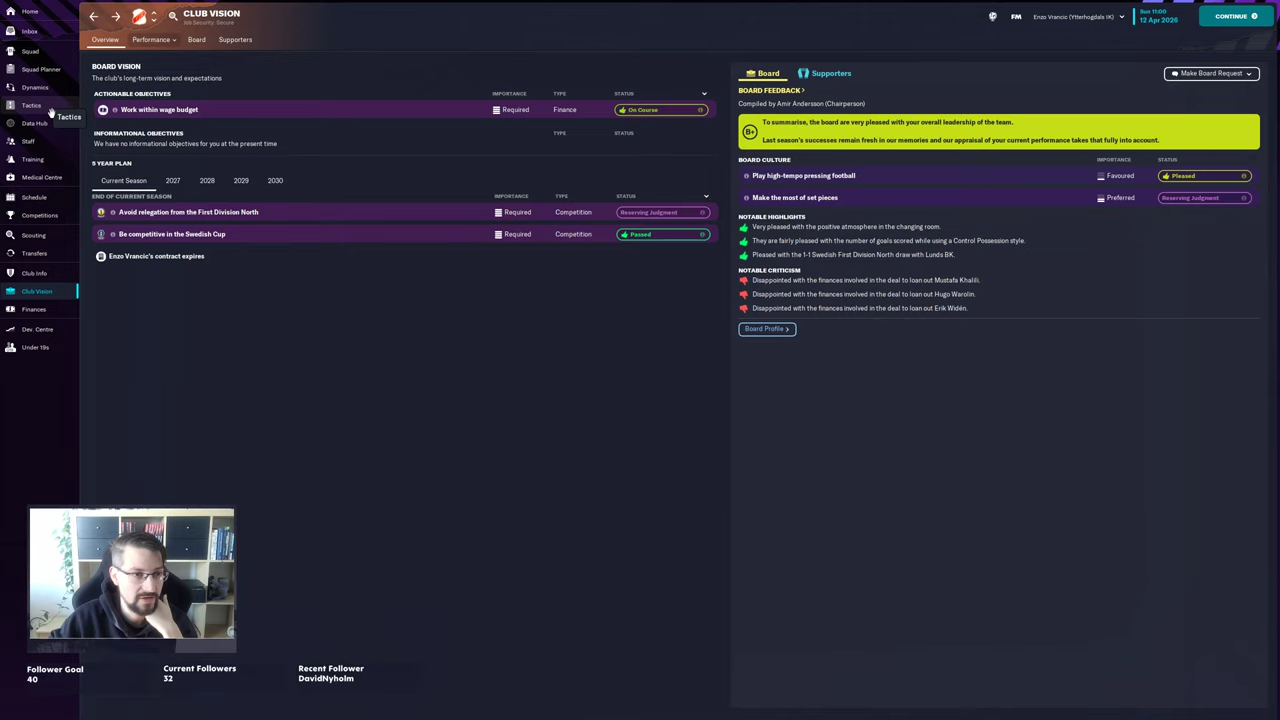 Home
Inbox
Squad
Squad Planner
Dynamics
Tactics
Data Hub
Staff
Training
Medical Centre
Schedule
Competitions
Scouting
Transfers
Club Info
Club Vision
Finances
Dev. Centre
Under 19s
Tactics
CLUB VISION
Job Security: Secure
FM
Enzo Vrancic (Ytterhogdals IK)
Sun 11:00
12 Apr 2026
CONTINUE
Overview
Performance
Board
Supporters
BOARD VISION
The club's long-term vision and expectations
ACTIONABLE OBJECTIVES IMPORTANCE TYPE STATUS
Work within wage budget Required Finance On Course
INFORMATIONAL OBJECTIVES TYPE STATUS
We have no informational objectives for you at the present time
5 YEAR PLAN
Current Season 2027 2028 2029 2030
END OF CURRENT SEASON IMPORTANCE TYPE STATUS
Avoid relegation from the First Division North Required Competition Reserving Judgment
Be competitive in the Swedish Cup Required Competition Passed
Enzo Vrancic's contract expires
Board Supporters Make Board Request
BOARD FEEDBACK >
Compiled by Amir Andersson (Chairperson)
B+
To summarise, the board are very pleased with your overall leadership of the team.
Last season's successes remain fresh in our memories and our appraisal of your current performance takes that fully into account.
BOARD CULTURE IMPORTANCE STATUS
Play high-tempo pressing football Favoured Pleased
Make the most of set pieces Preferred Reserving Judgment
NOTABLE HIGHLIGHTS
Very pleased with the positive atmosphere in the changing room.
They are fairly pleased with the number of goals scored while using a Control Possession style.
Pleased with the 1-1 Swedish First Division North draw with Lunds BK.
NOTABLE CRITICISM
Disappointed with the finances involved in the deal to loan out Mustafa Khalili.
Disappointed with the finances involved in the deal to loan out Hugo Warolin.
Disappointed with the finances involved in the deal to loan out Erik Widén.
Board Profile >
Follower Goal
40
Current Followers
32
Recent Follower
DavidNyholm